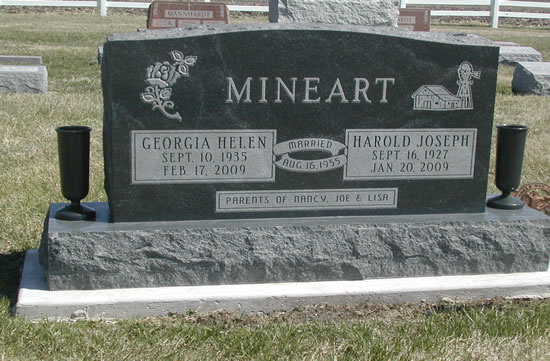 MANNHARDT
MINEART
GEORGIA HELEN
SEPT. 10, 1935
FEB. 17, 2009
MARRIED
AUG. 16, 1955
HAROLD JOSEPH
SEPT. 16, 1927
JAN. 20, 2009
PARENTS OF NANCY, JOE & LISA